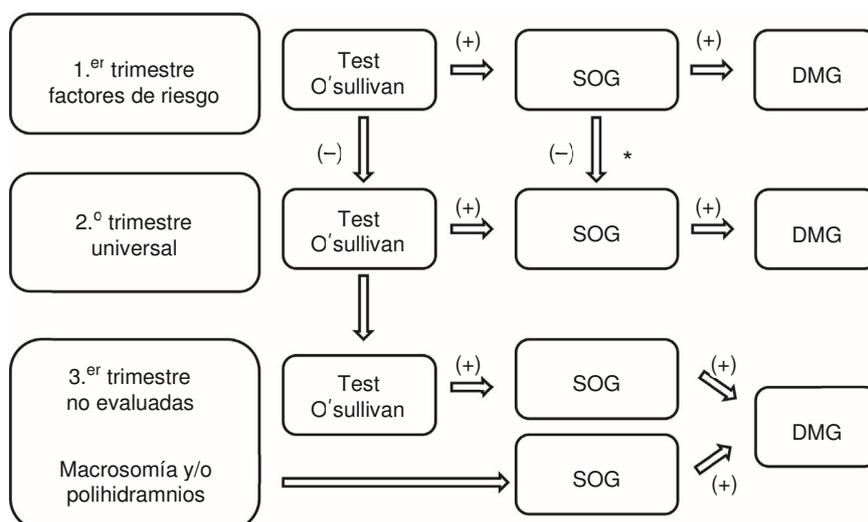 1.er trimestre
factores de riesgo
Test
O'sullivan
(+)
SOG
(+)
DMG
(−)
(−)
*
2.o trimestre
universal
Test
O'sullivan
(+)
SOG
(+)
DMG
3.er trimestre
no evaluadas
Test
O'sullivan
(+)
SOG
(+)
DMG
Macrosomía y/o
polihidramnios
SOG
(+)